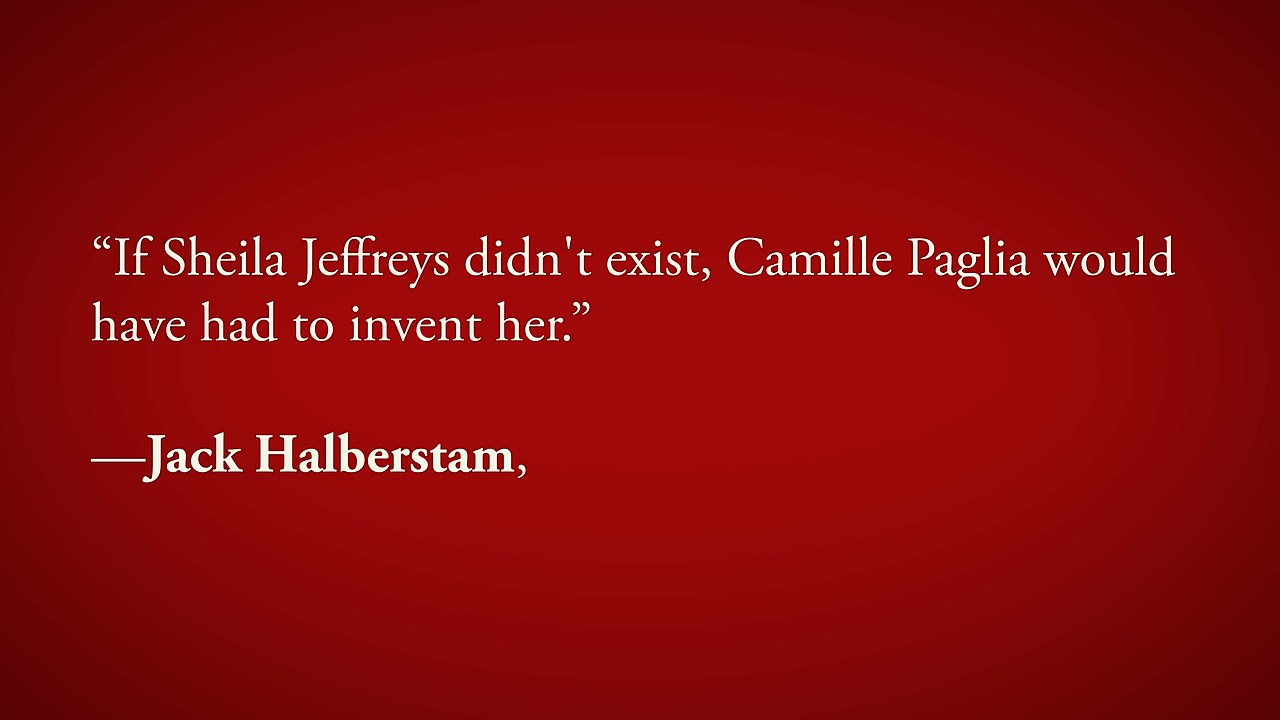 “If Sheila Jeffreys didn't exist, Camille Paglia would
have had to invent her.”
—Jack Halberstam,